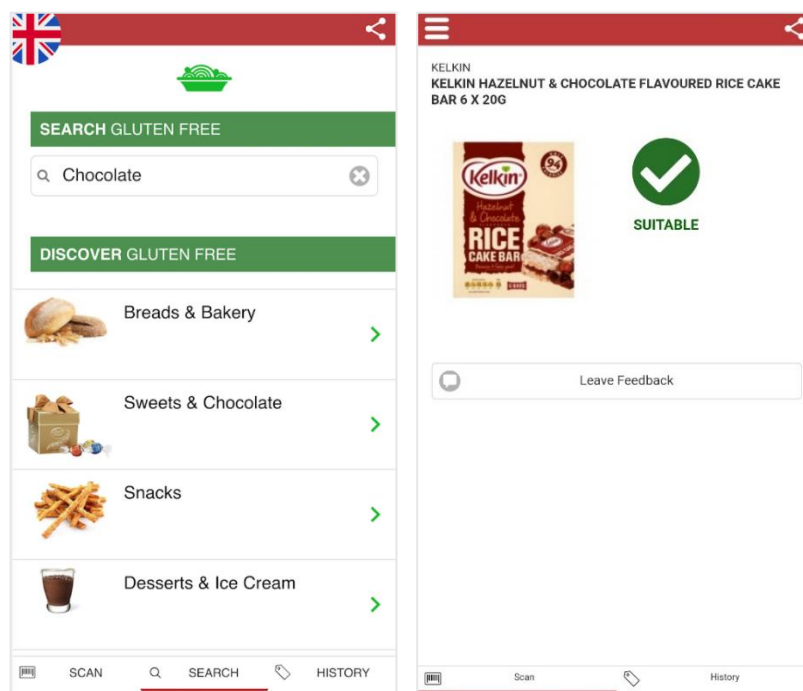 SEARCH GLUTEN FREE
Chocolate
DISCOVER GLUTEN FREE
Breads & Bakery
Sweets & Chocolate
Snacks
Desserts & Ice Cream
SCAN SEARCH HISTORY
KELKIN
KELKIN HAZELNUT & CHOCOLATE FLAVOURED RICE CAKE
BAR 6 X 20G
94
Kelkin
Hazelnut
& Chocolate
RICE
CAKE BAR
SUITABLE
Leave Feedback
Scan History